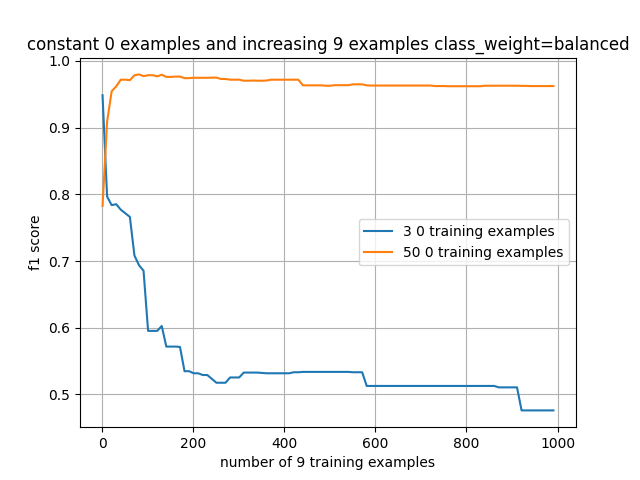 constant 0 examples and increasing 9 examples class_weight=balanced
1.0
0.9
0.8
0.7
0.6
0.5
f1 score
3 0 training examples
50 0 training examples
0 200 400 600 800 1000
number of 9 training examples